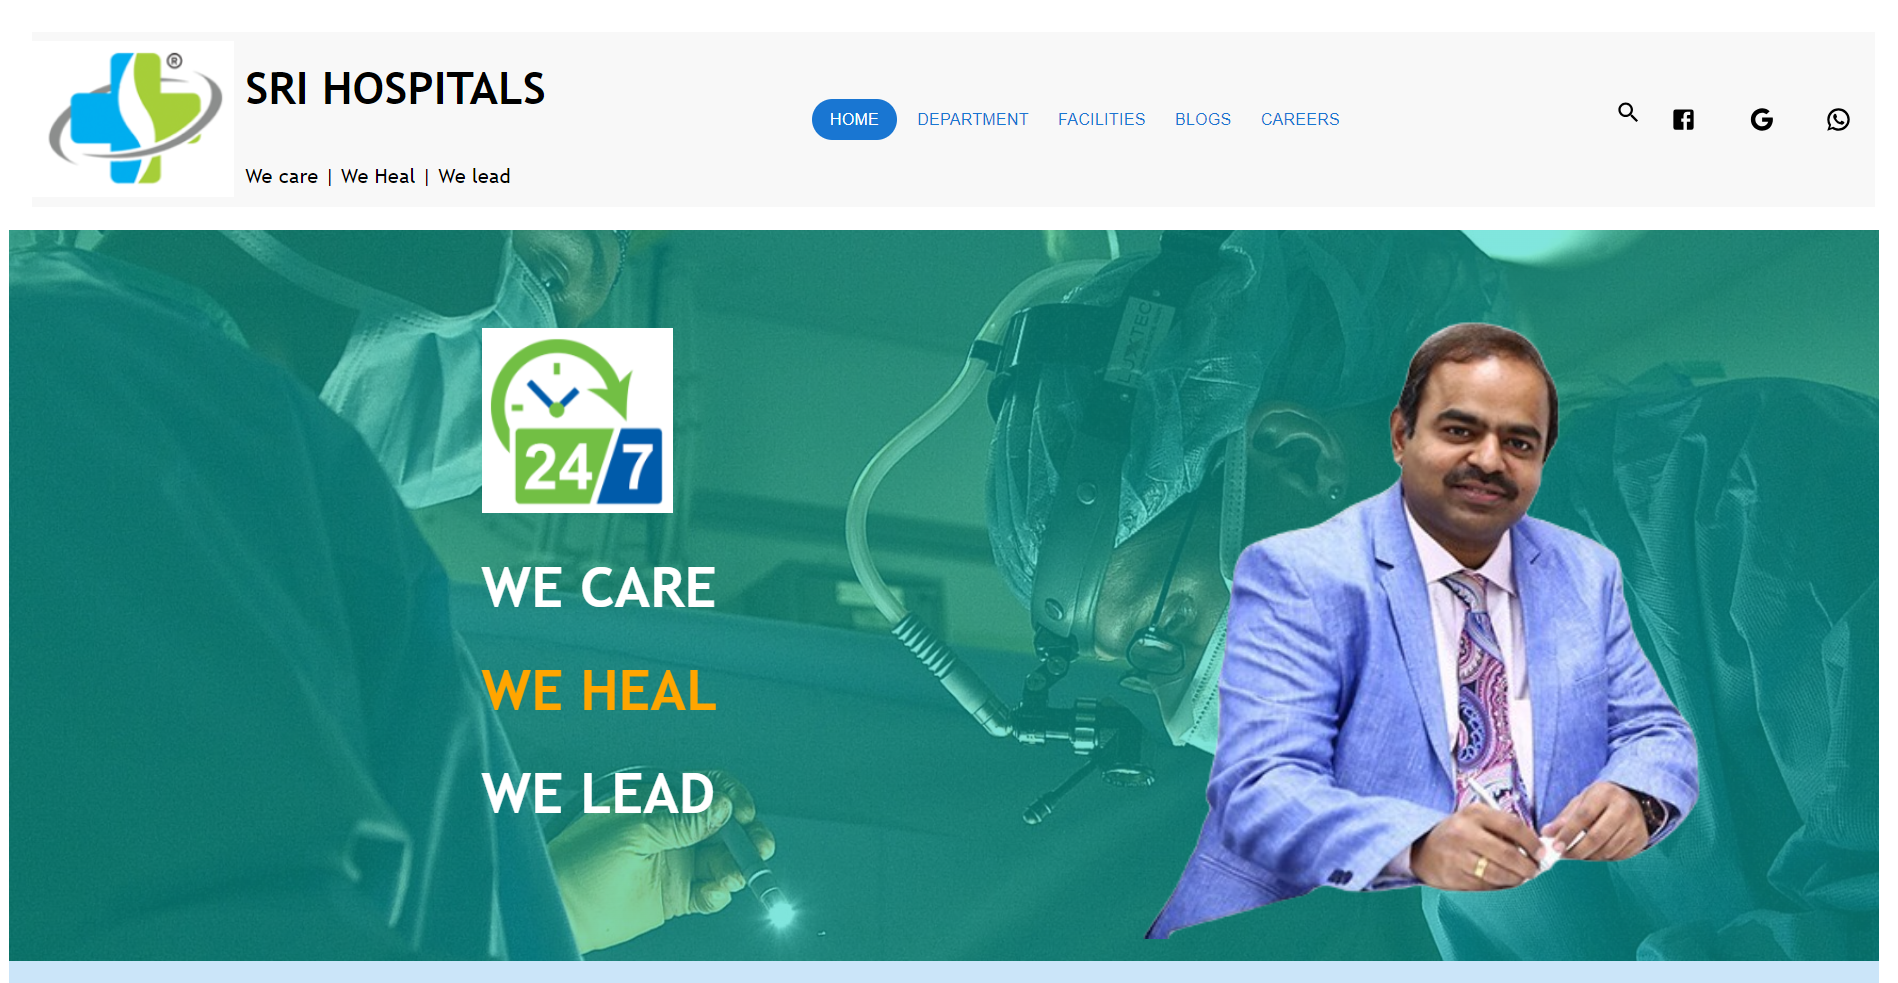 ®
SRI HOSPITALS
We care | We Heal | We lead
HOME DEPARTMENT FACILITIES BLOGS CAREERS
24/7
WE CARE
WE HEAL
WE LEAD
LUXTEC